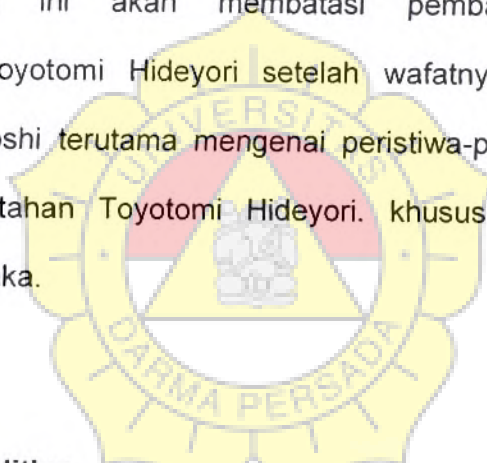 ini akan membatasi pemba
oyotomi Hideyori setelah wafatny
shi terutama mengenai peristiwa-p
tahan Toyotomi Hideyori. khusus
ka.
UNIVERSITAS
DARMA PERSADA